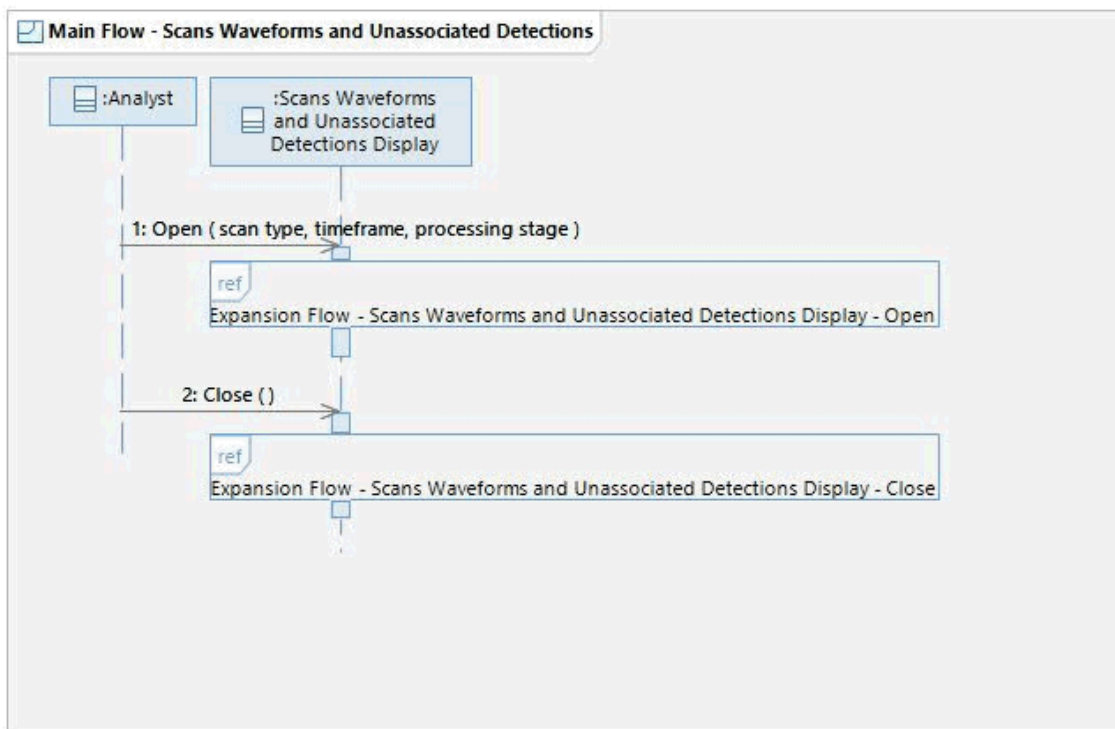 Main Flow - Scans Waveforms and Unassociated Detections
:Analyst
:Scans Waveforms
and Unassociated
Detections Display
1: Open ( scan type, timeframe, processing stage )
ref
Expansion Flow - Scans Waveforms and Unassociated Detections Display - Open
2: Close ( )
ref
Expansion Flow - Scans Waveforms and Unassociated Detections Display - Close